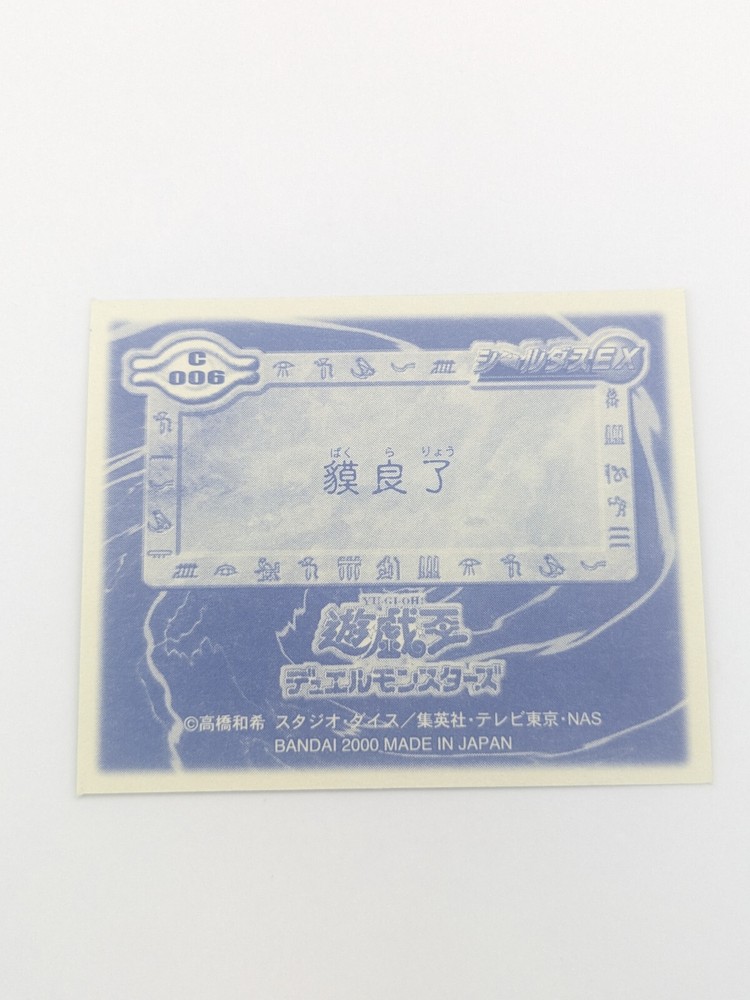 C
006
シールダスEX
ばく ら りょう
貘良了
YU-GI-OH!
遊戯王
デュエルモンスターズ
©高橋和希 スタジオ・ダイス／集英社・テレビ東京・NAS
BANDAI 2000 MADE IN JAPAN